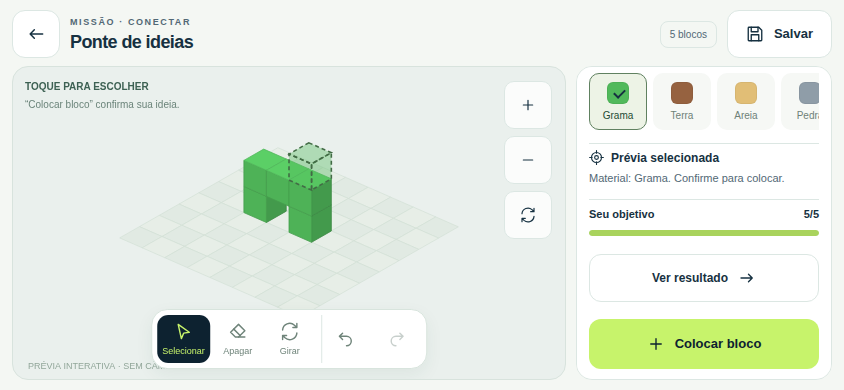 MISSÃO · CONECTAR
Ponte de ideias
5 blocos
Salvar
TOQUE PARA ESCOLHER
“Colocar bloco” confirma sua ideia.
Selecionar
Apagar
Girar
PRÉVIA INTERATIVA · SEM
Grama
Terra
Areia
Pedra
Prévia selecionada
Material: Grama. Confirme para colocar.
Seu objetivo
5/5
Ver resultado
Colocar bloco